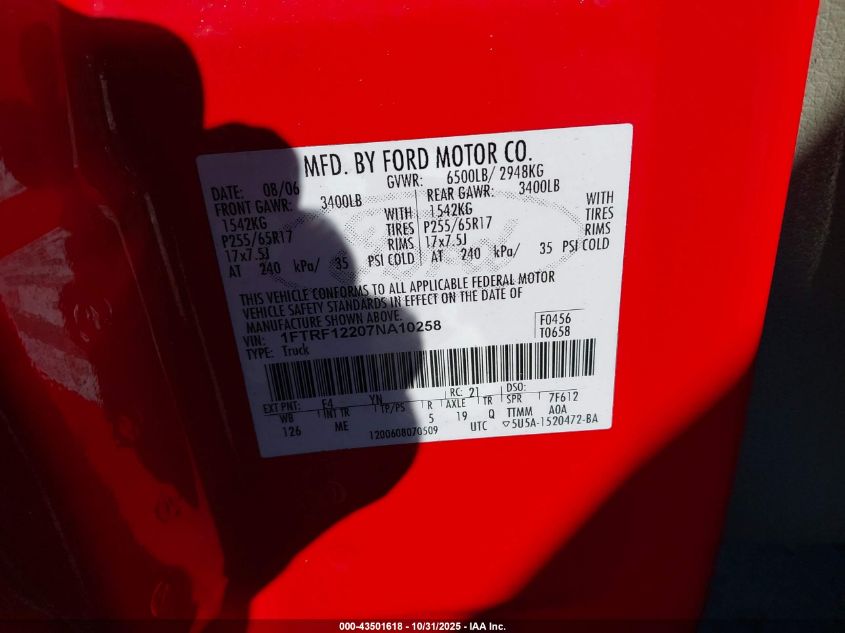 MFD. BY FORD MOTOR CO.
DATE: 08/06 GVWR: 6500LB/ 2948KG
FRONT GAWR: 3400LB REAR GAWR: 3400LB
1542KG WITH 1542KG WITH
P255/65R17 TIRES P255/65R17 TIRES
17x7.5J RIMS 17x7.5J RIMS
AT 240 kPa/ 35 PSI COLD AT 240 kPa/ 35 PSI COLD
THIS VEHICLE CONFORMS TO ALL APPLICABLE FEDERAL MOTOR
VEHICLE SAFETY STANDARDS IN EFFECT ON THE DATE OF
MANUFACTURE SHOWN ABOVE.
VIN: 1FTRF12207NA10258 F0456
TYPE: Truck T0658
EXT PNT: F4 YN RC: 21 DSO:
WB INT TR TP/PS R AXLE TR SPR 7F612
126 ME 5 19 Q TTMM AOA
1200608070509 UTC ▽5U5A-1520472-BA
Ford
000-43501618 - 10/31/2025 - IAA Inc.